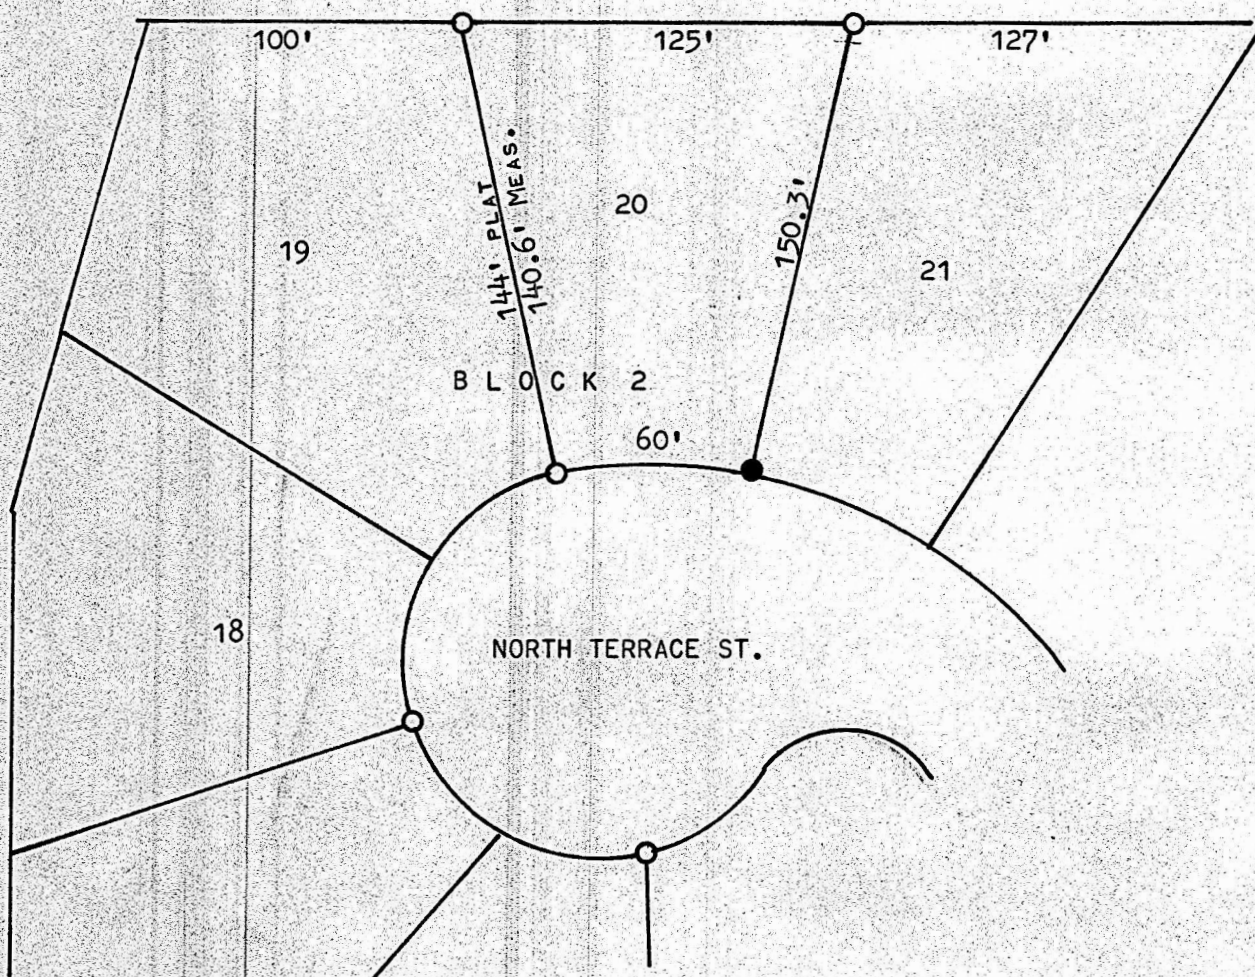 100' 125' 127'
144' PLAT
140.6' MEAS.
150.3'
20
19
21
BLOCK 2
60'
18
NORTH TERRACE ST.